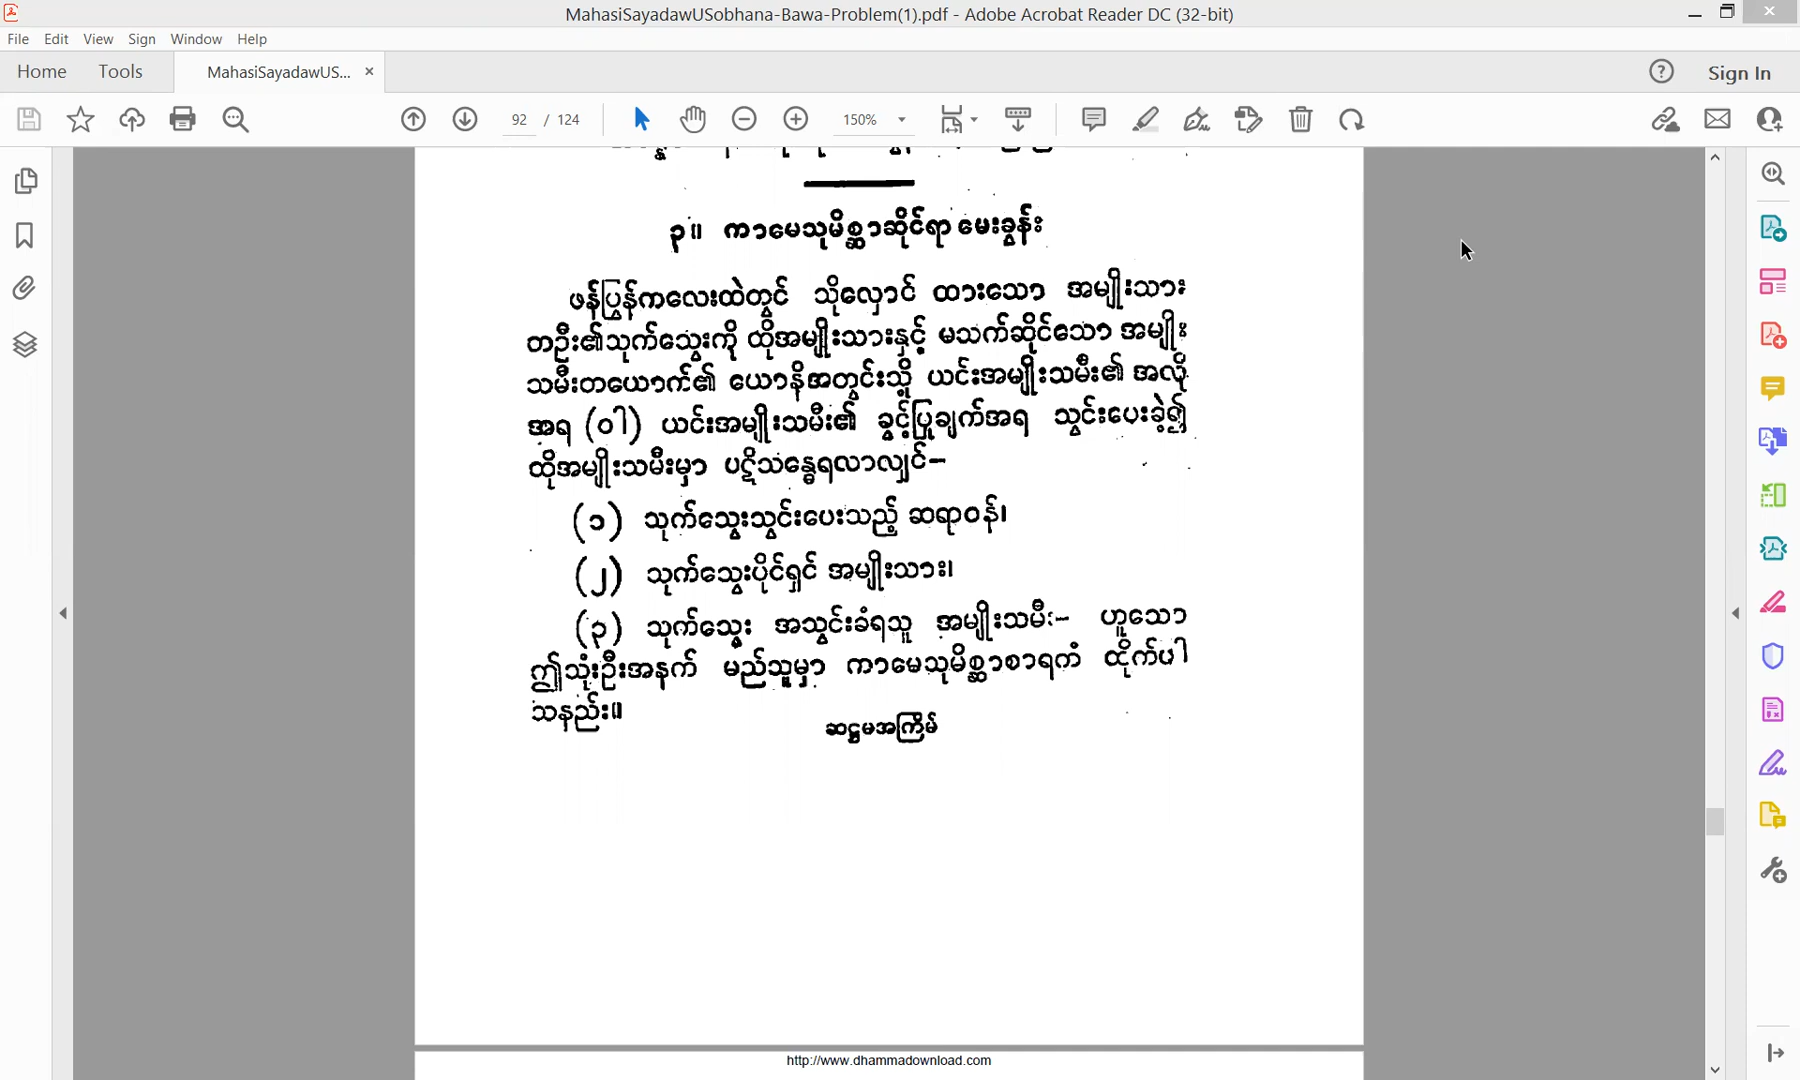 MahasiSayadawUSobhana-Bawa-Problem(1).pdf - Adobe Acrobat Reader DC (32-bit)
File Edit View Sign Window Help
Home Tools MahasiSayadawUS... × Sign In
92 / 124 150%
၃။ ကာမေသုမိစ္ဆာဆိုင်ရာ မေးခွန်း
ဖန်ပြွန်ကလေးထဲတွင် သိုလှောင် ထားသော အမျိုးသား
တဦး၏သုက်သွေးကို ထိုအမျိုးသားနှင့် မသက်ဆိုင်သော အမျိုး
သမီးတယောက်၏ ယောနိအတွင်းသို့ ယင်းအမျိုးသမီး၏ အလို
အရ (ဝါ) ယင်းအမျိုးသမီး၏ ခွင့်ပြုချက်အရ သွင်းပေးခဲ့၍
ထိုအမျိုးသမီးမှာ ပဋိသန္ဓေရလာလျှင်–
(၁) သုက်သွေးသွင်းပေးသည့် ဆရာဝန်၊
(၂) သုက်သွေးပိုင်ရှင် အမျိုးသား၊
(၃) သုက်သွေး အသွင်းခံရသူ အမျိုးသမီး– ဟူသော
ဤသုံးဦးအနက် မည်သူမှာ ကာမေသုမိစ္ဆာစာရကံ ထိုက်ပါ
သနည်း။
ဆဋ္ဌမအကြိမ်
http://www.dhammadownload.com